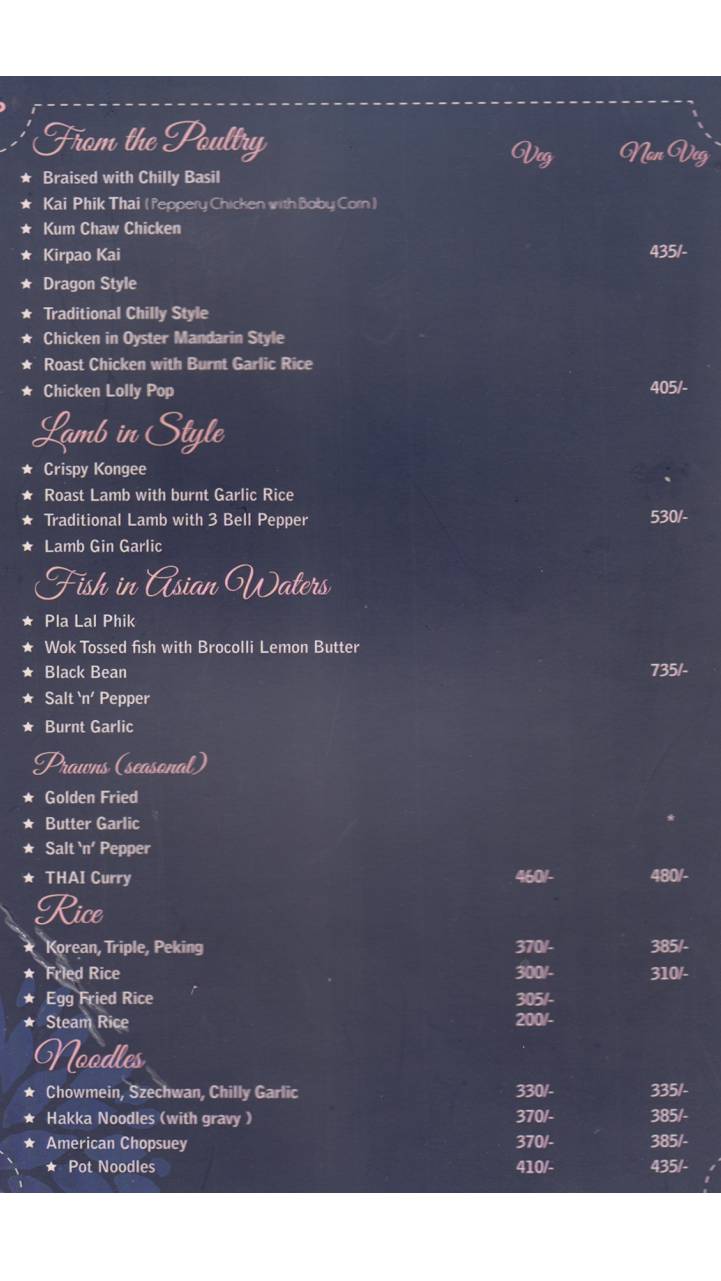 From the Poultry Veg Non Veg
★ Braised with Chilly Basil
★ Kai Phik Thai (Peppery Chicken with Baby Corn)
★ Kum Chaw Chicken
★ Kirpao Kai 435/-
★ Dragon Style
★ Traditional Chilly Style
★ Chicken in Oyster Mandarin Style
★ Roast Chicken with Burnt Garlic Rice
★ Chicken Lolly Pop 405/-
Lamb in Style
★ Crispy Kongee
★ Roast Lamb with burnt Garlic Rice
★ Traditional Lamb with 3 Bell Pepper 530/-
★ Lamb Gin Garlic
Fish in Asian Waters
★ Pla Lal Phik
★ Wok Tossed fish with Brocolli Lemon Butter
★ Black Bean 735/-
★ Salt 'n' Pepper
★ Burnt Garlic
Prawns (seasonal)
★ Golden Fried
★ Butter Garlic *
★ Salt 'n' Pepper
★ THAI Curry 460/- 480/-
Rice
★ Korean, Triple, Peking 370/- 385/-
★ Fried Rice 300/- 310/-
★ Egg Fried Rice 305/-
★ Steam Rice 200/-
Noodles
★ Chowmein, Szechwan, Chilly Garlic 330/- 335/-
★ Hakka Noodles (with gravy ) 370/- 385/-
★ American Chopsuey 370/- 385/-
★ Pot Noodles 410/- 435/-